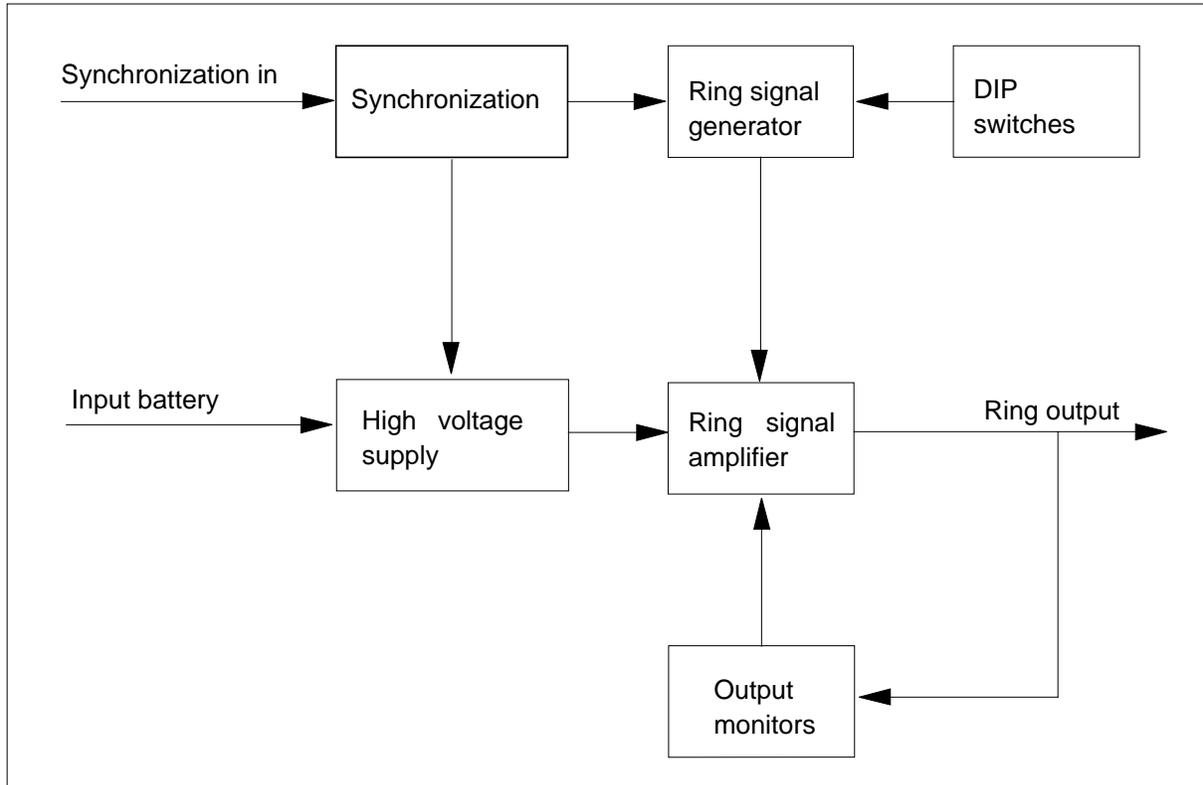 Synchronization in
Synchronization
Ring signal
generator
DIP
switches
Input battery
High voltage
supply
Ring signal
amplifier
Ring output
Output
monitors